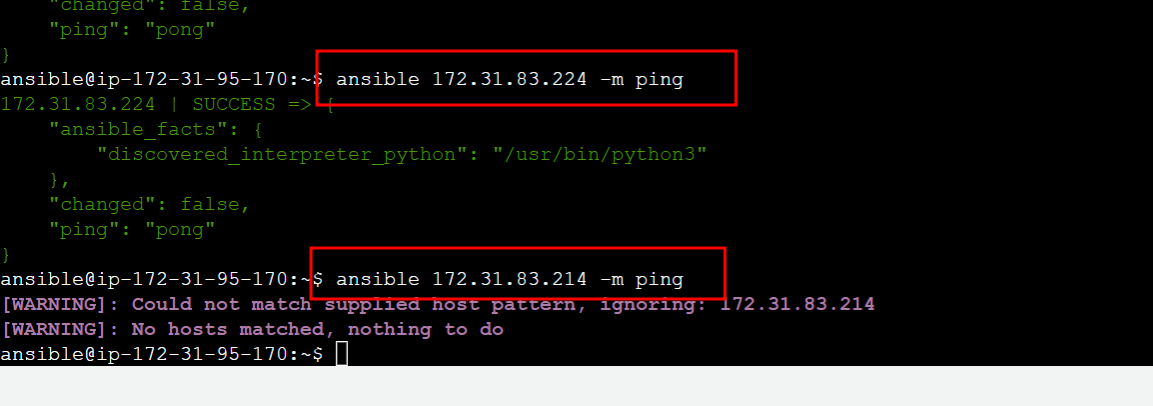 "changed": false,
    "ping": "pong"
}
ansible@ip-172-31-95-170:~$ ansible 172.31.83.224 -m ping
172.31.83.224 | SUCCESS => {
    "ansible_facts": {
        "discovered_interpreter_python": "/usr/bin/python3"
    },
    "changed": false,
    "ping": "pong"
}
ansible@ip-172-31-95-170:~$ ansible 172.31.83.214 -m ping
[WARNING]: Could not match supplied host pattern, ignoring: 172.31.83.214
[WARNING]: No hosts matched, nothing to do
ansible@ip-172-31-95-170:~$